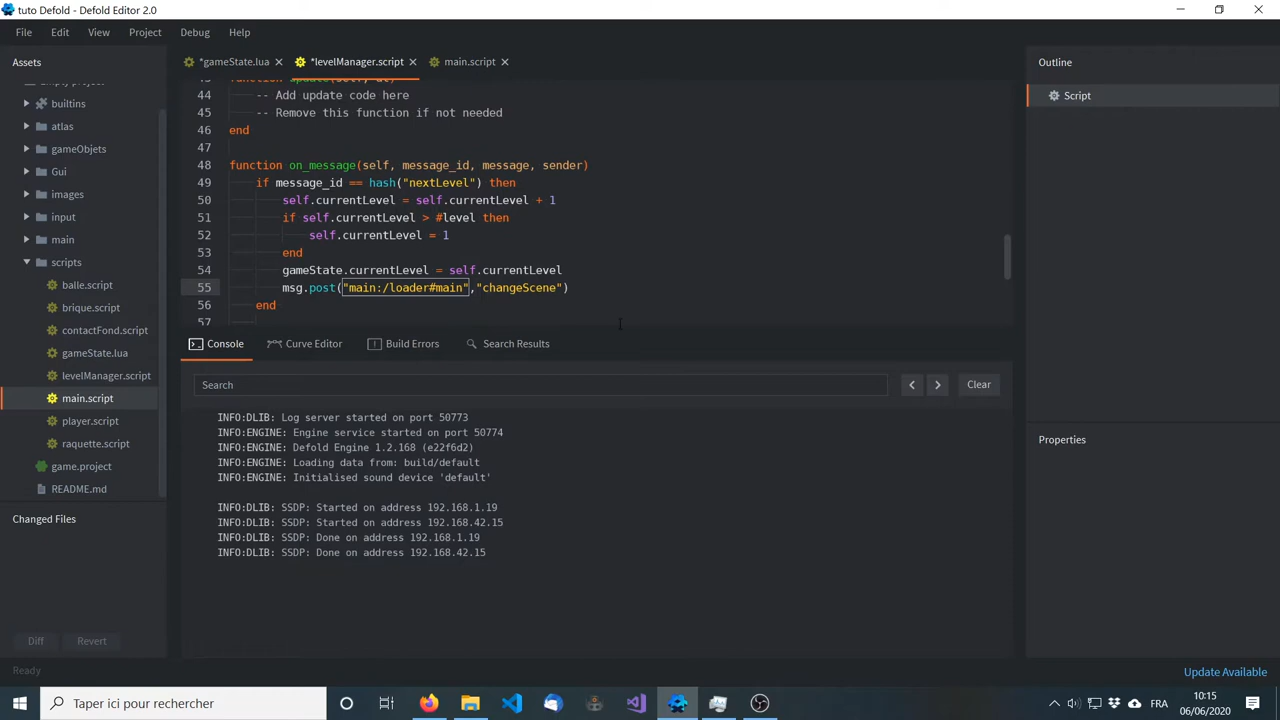 tuto Defold - Defold Editor 2.0
File Edit View Project Debug Help
Assets
*gameState.lua
*levelManager.script
main.script
Outline
Script
Empty project
builtins
atlas
gameObjets
Gui
images
input
main
scripts
balle.script
brique.script
contactFond.script
gameState.lua
levelManager.script
main.script
player.script
raquette.script
game.project
README.md
43 function update(self, dt)
44 -- Add update code here
45 -- Remove this function if not needed
46 end
47
48 function on_message(self, message_id, message, sender)
49 if message_id == hash("nextLevel") then
50 self.currentLevel = self.currentLevel + 1
51 if self.currentLevel > #level then
52 self.currentLevel = 1
53 end
54 gameState.currentLevel = self.currentLevel
55 msg.post("main:/loader#main","changeScene")
56 end
57
Console Curve Editor Build Errors Search Results
Search
Clear
INFO:DLIB: Log server started on port 50773
INFO:ENGINE: Engine service started on port 50774
INFO:ENGINE: Defold Engine 1.2.168 (e22f6d2)
INFO:ENGINE: Loading data from: build/default
INFO:ENGINE: Initialised sound device 'default'
INFO:DLIB: SSDP: Started on address 192.168.1.19
INFO:DLIB: SSDP: Started on address 192.168.42.15
INFO:DLIB: SSDP: Done on address 192.168.1.19
INFO:DLIB: SSDP: Done on address 192.168.42.15
Properties
Changed Files
Diff Revert
Ready
Update Available
Taper ici pour rechercher
FRA
10:15
06/06/2020